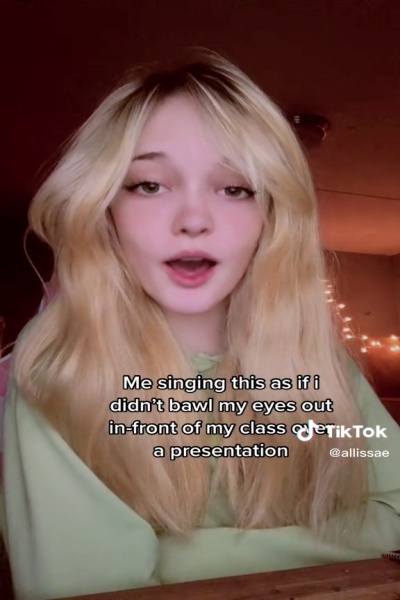 Me singing this as if i
didn't bawl my eyes out
in-front of my class over
a presentation
TikTok
@allissae